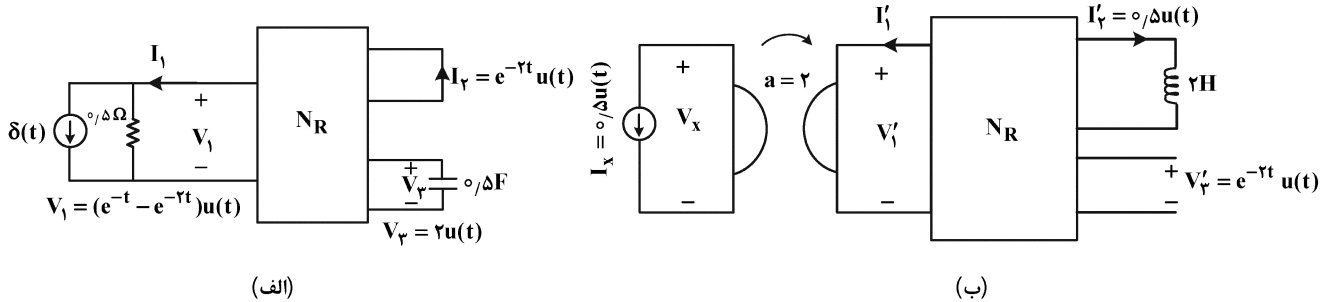 I۱
δ(t)
۰/۵Ω
+
V۱
−
N_R
I۲ = e^{−۲t} u(t)
+
V۳
−
۰/۵F
V۱ = (e^{−t} − e^{−۲t})u(t)
V۳ = ۲u(t)
(الف)
I_x = ۰/۵u(t)
+
V_x
−
a = ۲
I′۱
+
V′۱
−
N_R
I′۲ = ۰/۵u(t)
۲H
+
V′۳ = e^{−۲t} u(t)
−
(ب)